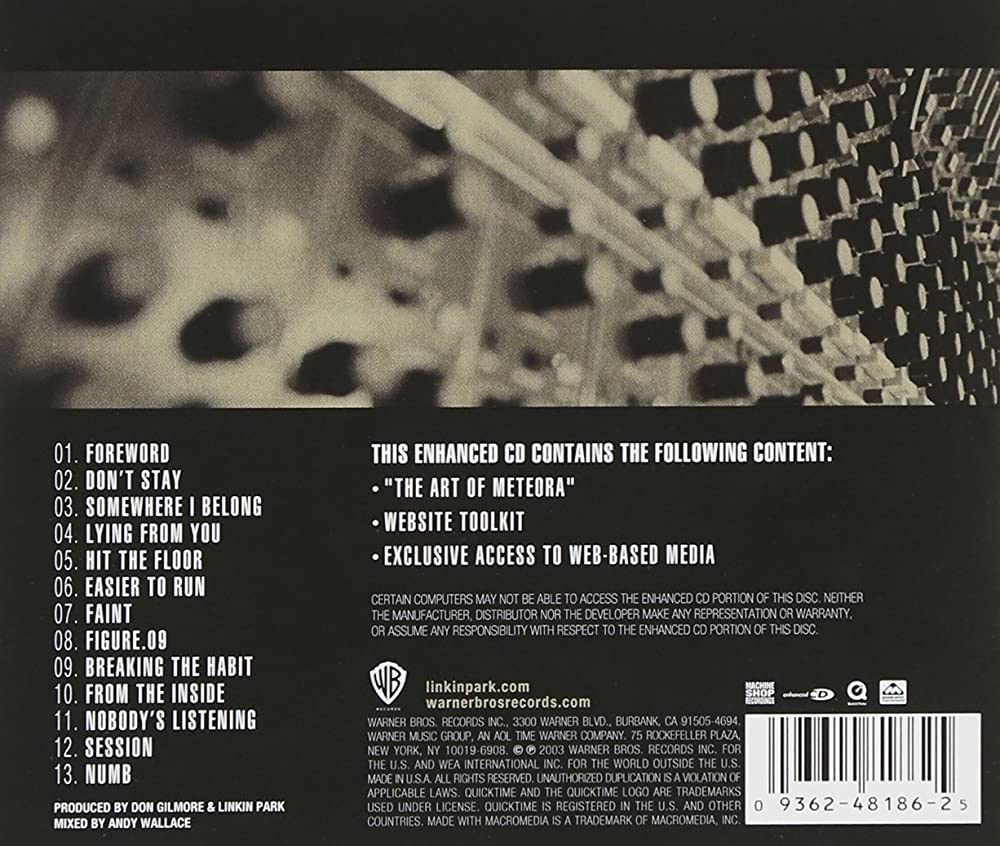 01. FOREWORD
02. DON'T STAY
03. SOMEWHERE I BELONG
04. LYING FROM YOU
05. HIT THE FLOOR
06. EASIER TO RUN
07. FAINT
08. FIGURE.09
09. BREAKING THE HABIT
10. FROM THE INSIDE
11. NOBODY'S LISTENING
12. SESSION
13. NUMB
PRODUCED BY DON GILMORE & LINKIN PARK
MIXED BY ANDY WALLACE
THIS ENHANCED CD CONTAINS THE FOLLOWING CONTENT:
• "THE ART OF METEORA"
• WEBSITE TOOLKIT
• EXCLUSIVE ACCESS TO WEB-BASED MEDIA
CERTAIN COMPUTERS MAY NOT BE ABLE TO ACCESS THE ENHANCED CD PORTION OF THIS DISC. NEITHER
THE MANUFACTURER, DISTRIBUTOR NOR THE DEVELOPER MAKE ANY REPRESENTATION OR WARRANTY,
OR ASSUME ANY RESPONSIBILITY WITH RESPECT TO THE ENHANCED CD PORTION OF THIS DISC.
WB
RECORDS
linkinpark.com
warnerbrosrecords.com
MACHINE
SHOP
RECORDINGS
enhanced CD
WARNER BROS. RECORDS INC., 3300 WARNER BLVD., BURBANK, CA 91505-4694.
WARNER MUSIC GROUP, AN AOL TIME WARNER COMPANY. 75 ROCKEFELLER PLAZA,
NEW YORK, NY 10019-6908. © ℗ 2003 WARNER BROS. RECORDS INC. FOR
THE U.S. AND WEA INTERNATIONAL INC. FOR THE WORLD OUTSIDE THE U.S.
MADE IN U.S.A. ALL RIGHTS RESERVED. UNAUTHORIZED DUPLICATION IS A VIOLATION OF
APPLICABLE LAWS. QUICKTIME AND THE QUICKTIME LOGO ARE TRADEMARKS
USED UNDER LICENSE. QUICKTIME IS REGISTERED IN THE U.S. AND OTHER
COUNTRIES. MADE WITH MACROMEDIA IS A TRADEMARK OF MACROMEDIA, INC.
0 9362-48186-2 5